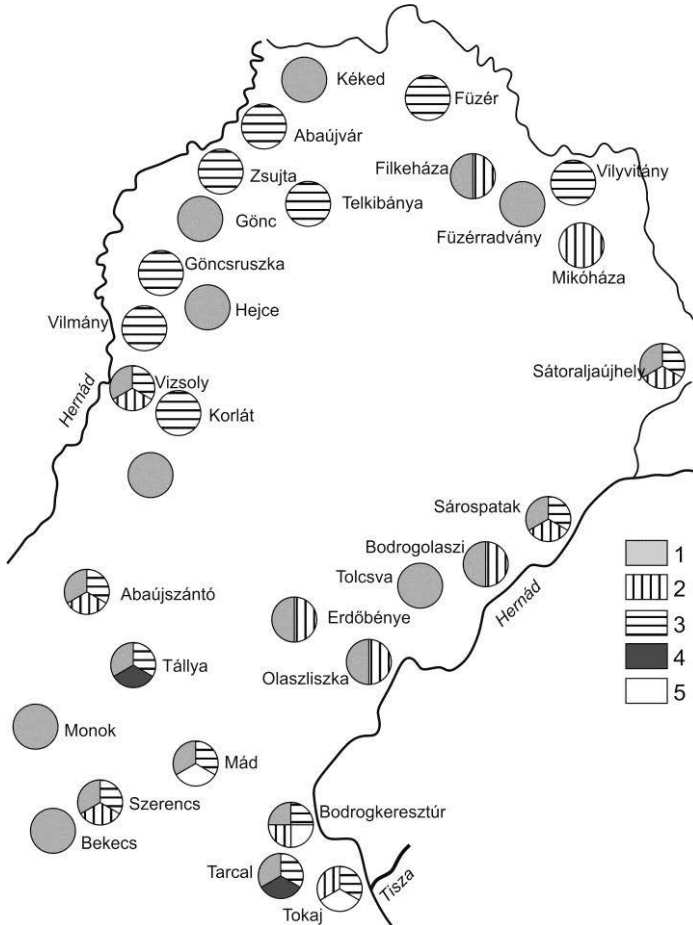 Kéked
Füzér
Abaújvár
Filkeháza
Vilyvitány
Zsujta
Telkibánya
Gönc
Füzérradvány
Mikóháza
Göncsruszka
Hejce
Vilmány
Sátoraljaújhely
Vizsoly
Hernád
Korlát
Sárospatak
Bodrogolaszi
1
Tolcsva
2
Abaújszántó
Hernád
Erdőbénye
3
4
Tállya
Olaszliszka
5
Monok
Mád
Szerencs
Bodrogkeresztúr
Bekecs
Tarcal
Tisza
Tokaj